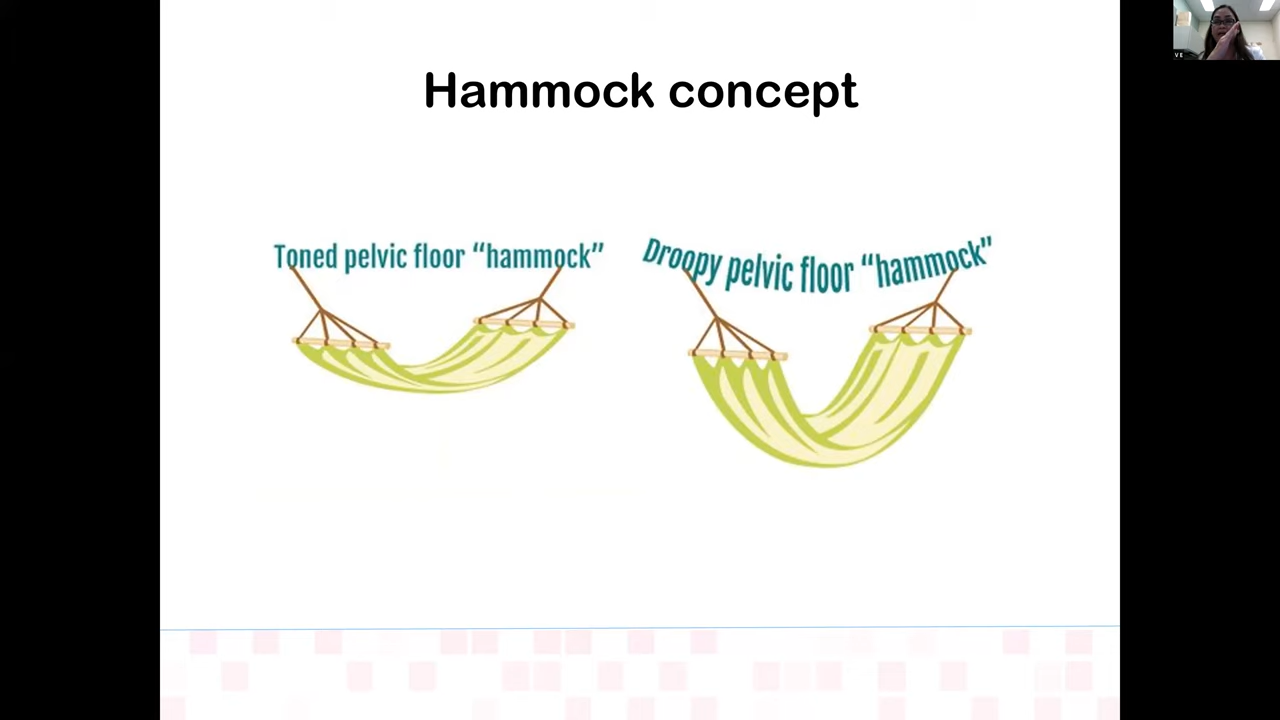 Hammock concept
Toned pelvic floor “hammock”
Droopy pelvic floor “hammock”